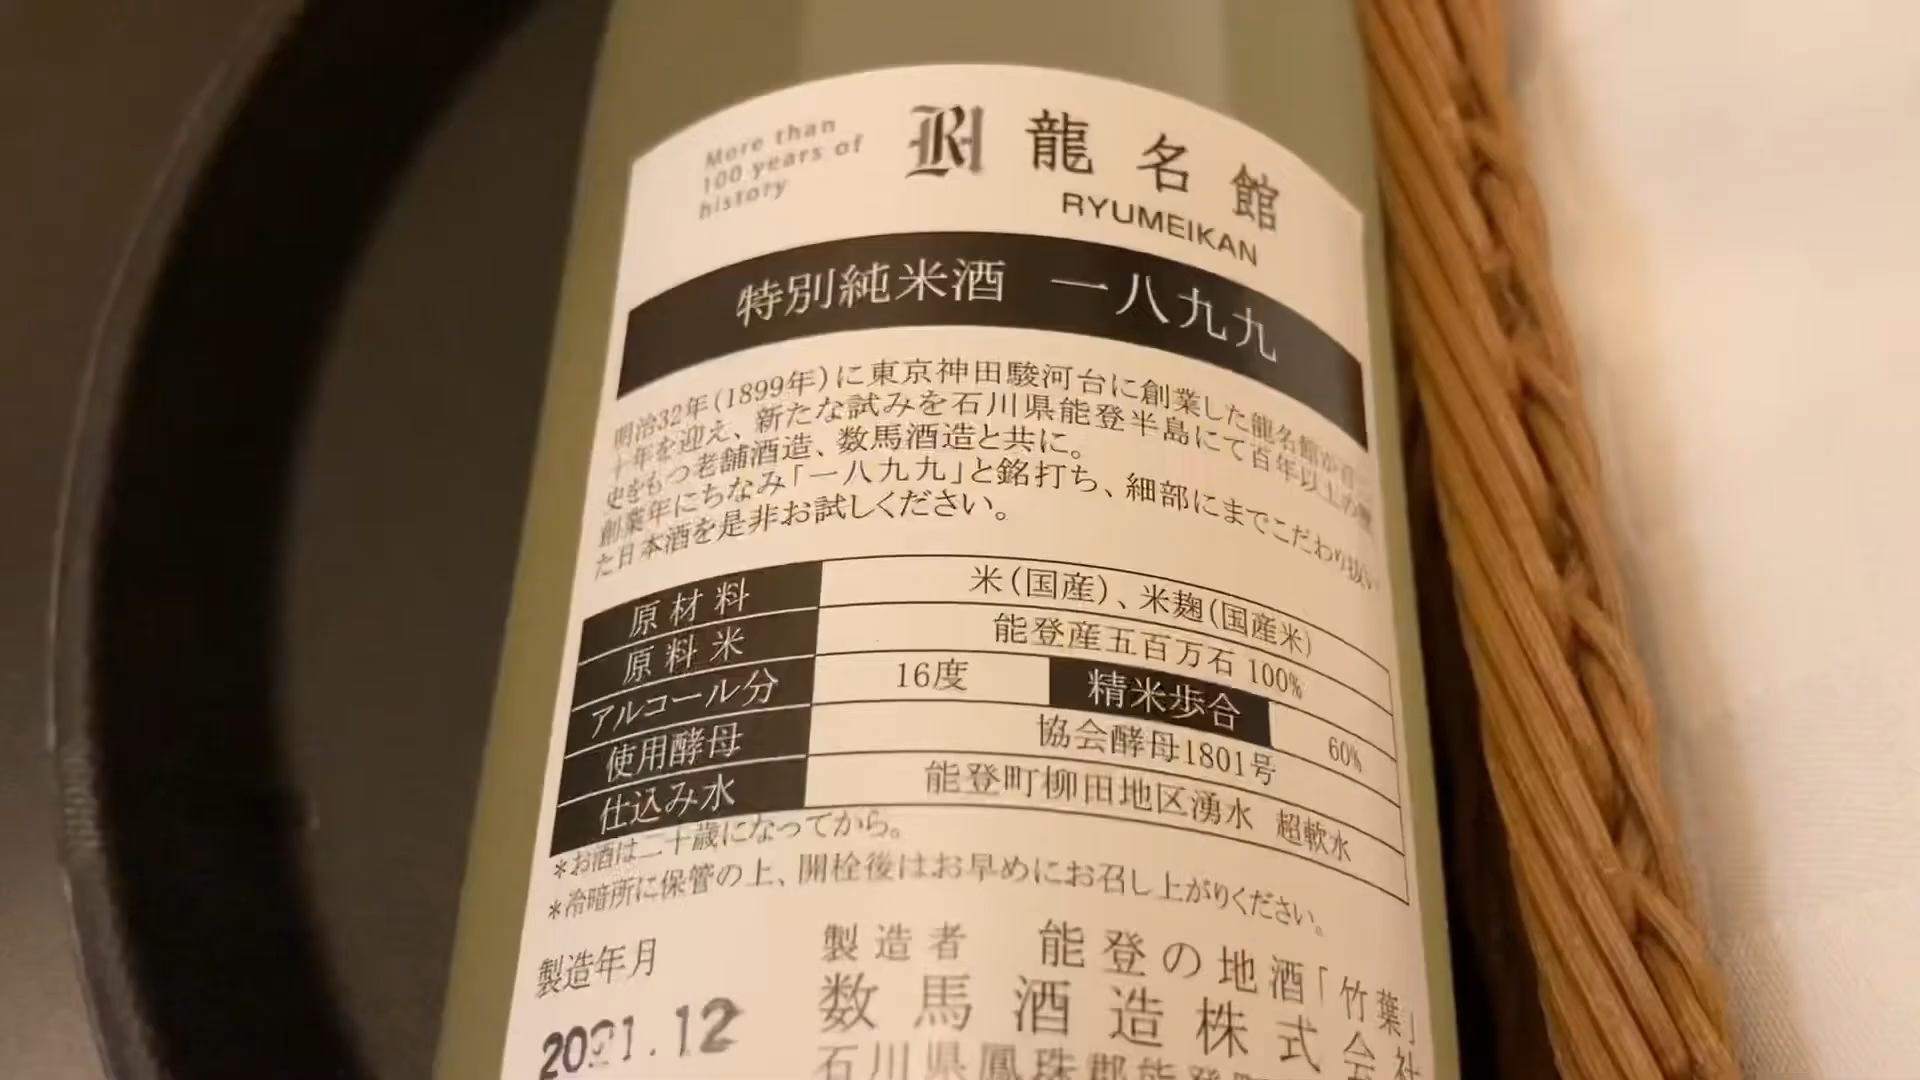 More than
100 years of
history
RH 龍名館
RYUMEIKAN
特別純米酒 一八九九
明治32年(1899年)に東京神田駿河台に創業した龍名館が百
十年を迎え、新たな試みを石川県能登半島にて百年以上の歴
史をもつ老舗酒造、数馬酒造と共に。
創業年にちなみ「一八九九」と銘打ち、細部にまでこだわり抜い
た日本酒を是非お試しください。
原材料 米(国産)、米麹(国産米)
原料米 能登産五百万石 100%
アルコール分 16度 精米歩合 60%
使用酵母 協会酵母1801号
仕込み水 能登町柳田地区湧水 超軟水
*お酒は二十歳になってから。
*冷暗所に保管の上、開栓後はお早めにお召し上がりください。
製造年月
2021.12
製造者 能登の地酒「竹葉」
数馬酒造株式会社
石川県鳳珠郡能登町